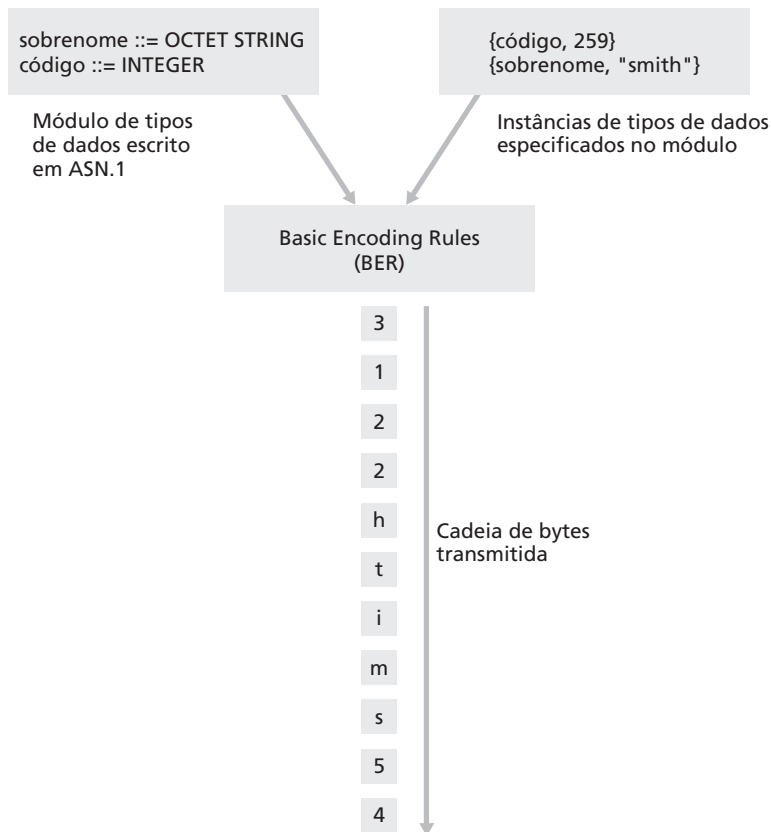 sobrenome ::= OCTET STRING
código ::= INTEGER
{código, 259}
{sobrenome, "smith"}
Módulo de tipos
de dados escrito
em ASN.1
Instâncias de tipos de dados
especificados no módulo
Basic Encoding Rules
(BER)
3
1
2
2
h
t
i
m
s
5
4
Cadeia de bytes
transmitida